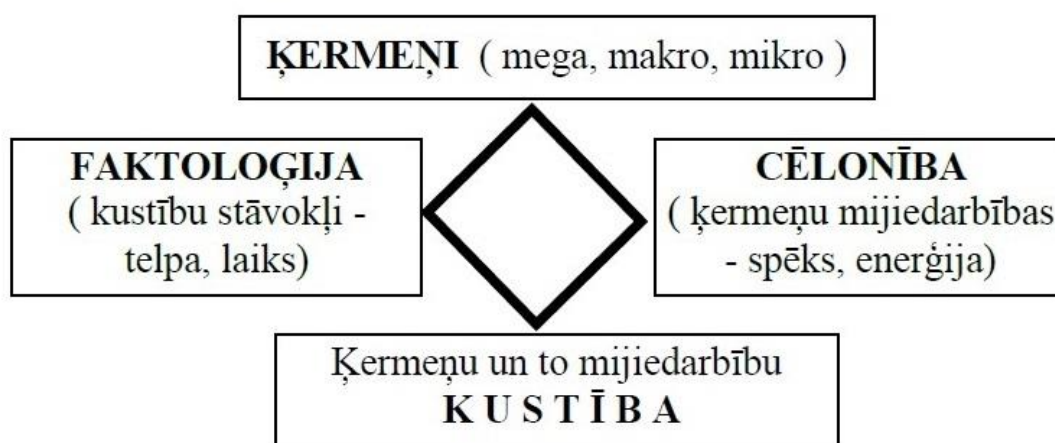 ĶERMEŅI ( mega, makro, mikro )
FAKTOLOĢIJA
( kustību stāvokļi -
telpa, laiks)
CĒLONĪBA
( ķermeņu mijiedarbības
- spēks, enerģija)
Ķermeņu un to mijiedarbību
K U S T Ī B A